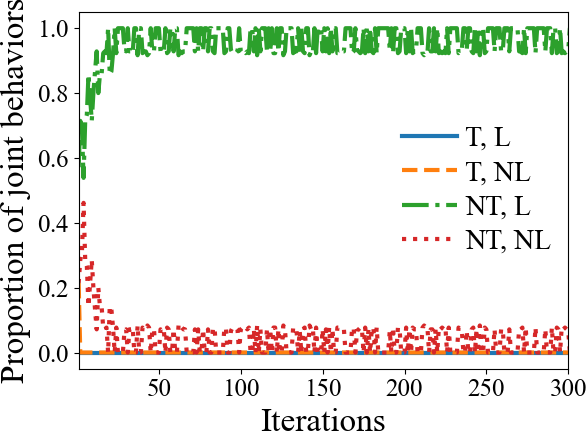 Proportion of joint behaviors
1.0
0.8
0.6
0.4
0.2
0.0
T, L
T, NL
NT, L
NT, NL
50
100
150
200
250
300
Iterations